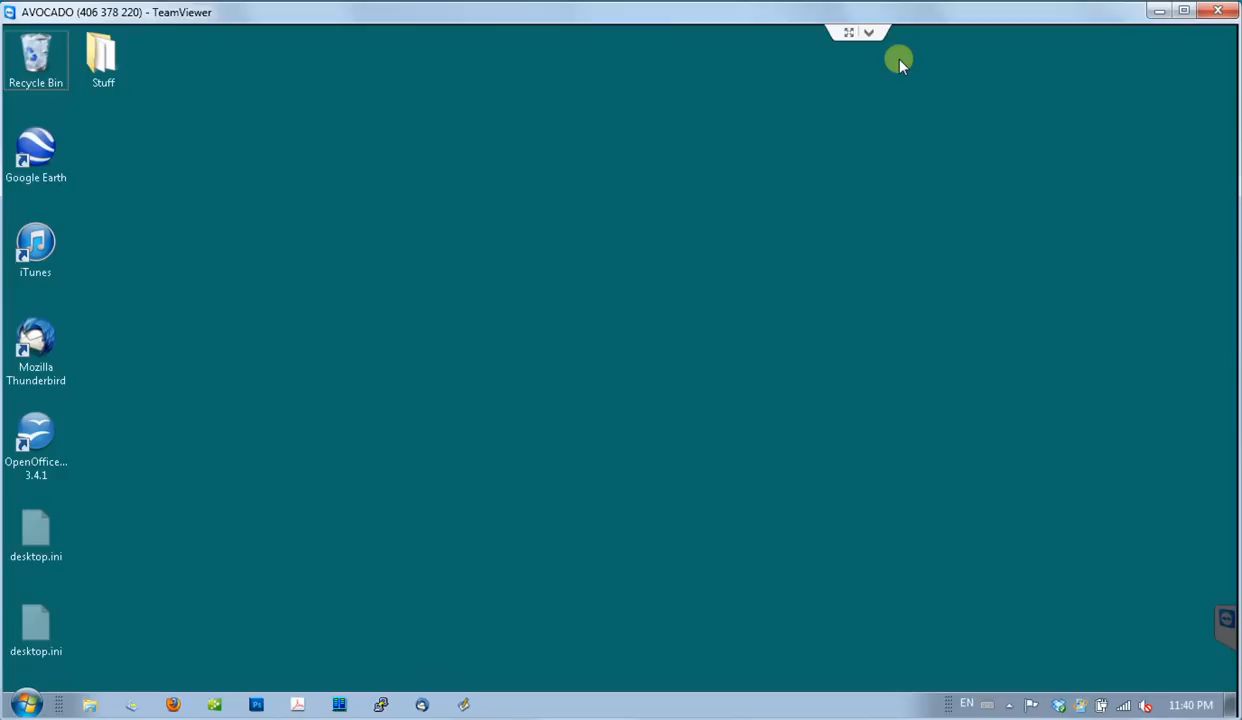 AVOCADO (406 378 220) - TeamViewer
Recycle Bin
Stuff
Google Earth
iTunes
Mozilla
Thunderbird
OpenOffice...
3.4.1
desktop.ini
desktop.ini
EN
11:40 PM